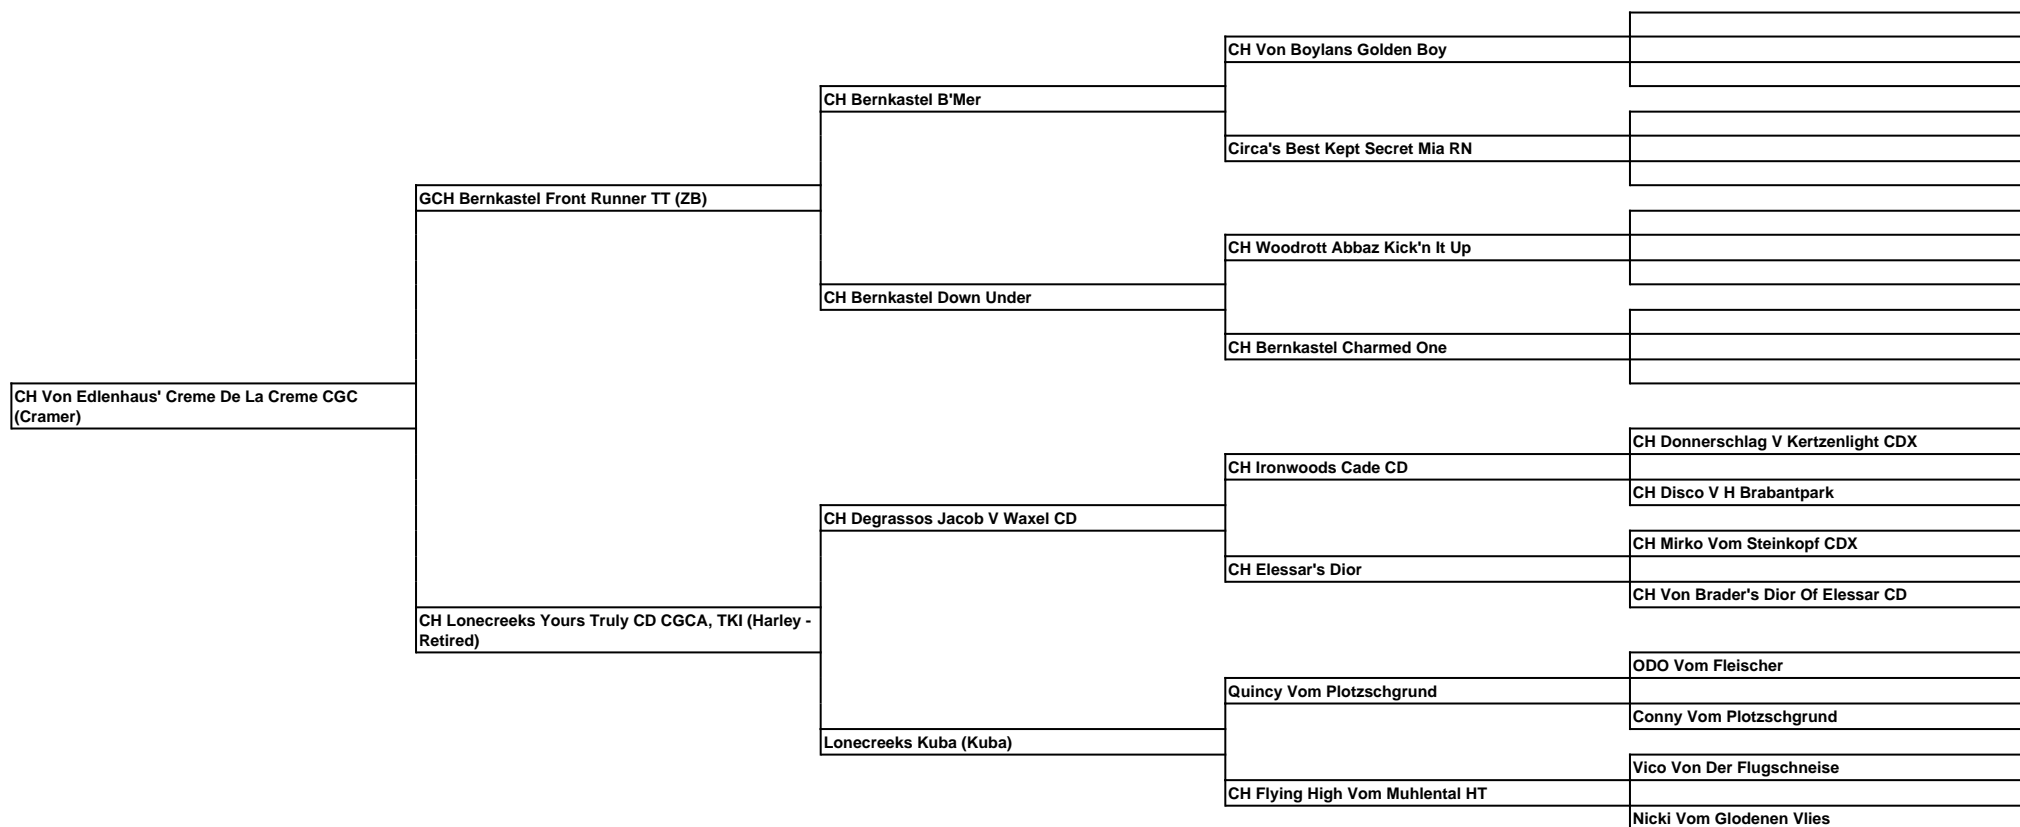 CH Von Boylans Golden Boy
CH Bernkastel B'Mer
Circa's Best Kept Secret Mia RN
GCH Bernkastel Front Runner TT (ZB)
CH Woodrott Abbaz Kick'n It Up
CH Bernkastel Down Under
CH Bernkastel Charmed One
CH Von Edlenhaus' Creme De La Creme CGC
(Cramer)
CH Donnerschlag V Kertzenlight CDX
CH Ironwoods Cade CD
CH Disco V H Brabantpark
CH Degrassos Jacob V Waxel CD
CH Mirko Vom Steinkopf CDX
CH Elessar's Dior
CH Von Brader's Dior Of Elessar CD
CH Lonecreeks Yours Truly CD CGCA, TKI (Harley -
Retired)
ODO Vom Fleischer
Quincy Vom Plotzschgrund
Conny Vom Plotzschgrund
Lonecreeks Kuba (Kuba)
Vico Von Der Flugschneise
CH Flying High Vom Muhlental HT
Nicki Vom Glodenen Vlies